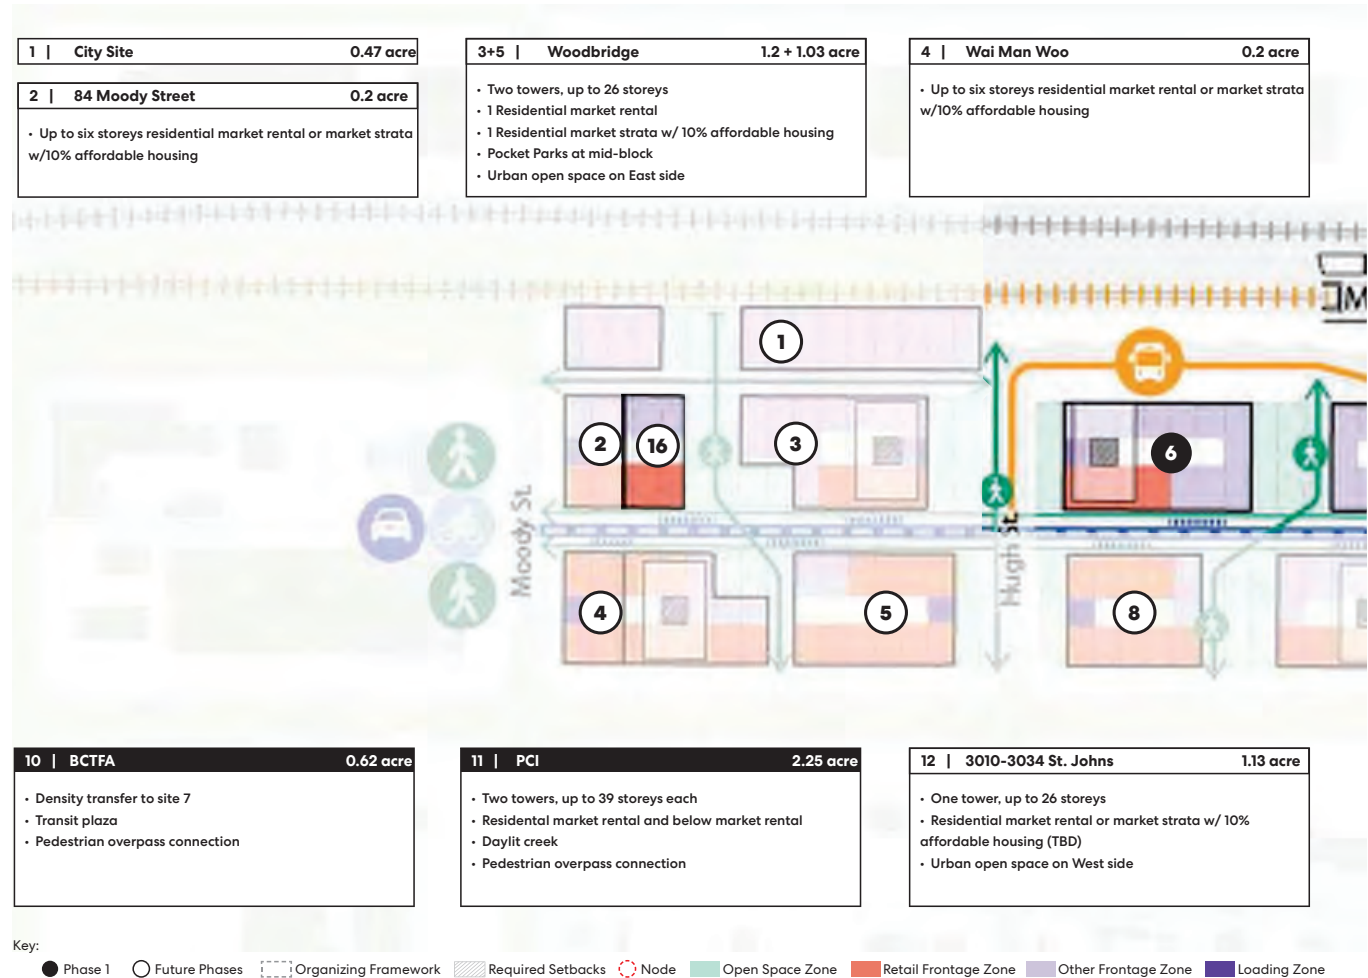 1 | City Site 0.47 acre
2 | 84 Moody Street 0.2 acre
• Up to six storeys residential market rental or market strata
w/10% affordable housing
3+5 | Woodbridge 1.2 + 1.03 acre
• Two towers, up to 26 storeys
• 1 Residential market rental
• 1 Residential market strata w/ 10% affordable housing
• Pocket Parks at mid-block
• Urban open space on East side
4 | Wai Man Woo 0.2 acre
• Up to six storeys residential market rental or market strata
w/10% affordable housing
M
1
2
16
3
6
Moody St.
Hugh St.
4
5
8
10 | BCTFA 0.62 acre
• Density transfer to site 7
• Transit plaza
• Pedestrian overpass connection
11 | PCI 2.25 acre
• Two towers, up to 39 storeys each
• Residental market rental and below market rental
• Daylit creek
• Pedestrian overpass connection
12 | 3010-3034 St. Johns 1.13 acre
• One tower, up to 26 storeys
• Residential market rental or market strata w/ 10%
affordable housing (TBD)
• Urban open space on West side
Key:
Phase 1 Future Phases Organizing Framework Required Setbacks Node Open Space Zone Retail Frontage Zone Other Frontage Zone Loading Zone